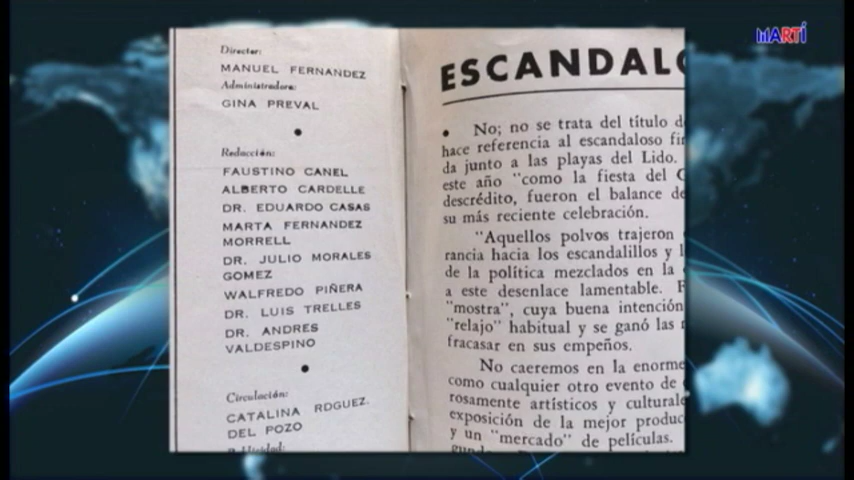 MARTÍ
Director:
MANUEL FERNANDEZ
Administradora:
GINA PREVAL
Redacción:
FAUSTINO CANEL
ALBERTO CARDELLE
DR. EDUARDO CASAS
MARTA FERNANDEZ
MORRELL
DR. JULIO MORALES
GOMEZ
WALFREDO PIÑERA
DR. LUIS TRELLES
DR. ANDRES
VALDESPINO
Circulación:
CATALINA RDGUEZ.
DEL POZO
ESCANDALO
No; no se trata del título d
hace referencia al escandaloso fi
da junto a las playas del Lido.
este año "como la fiesta del C
descrédito, fueron el balance de
su más reciente celebración.
"Aquellos polvos trajeron
rancia hacia los escandalillos y l
de la política mezclados en la
a este desenlace lamentable. F
"mostra", cuya buena intención
"relajo" habitual y se ganó las
fracasar en sus empeños.
No caeremos en la enorme
como cualquier otro evento de
rosamente artísticos y culturale
exposición de la mejor produc
y un "mercado" de películas.